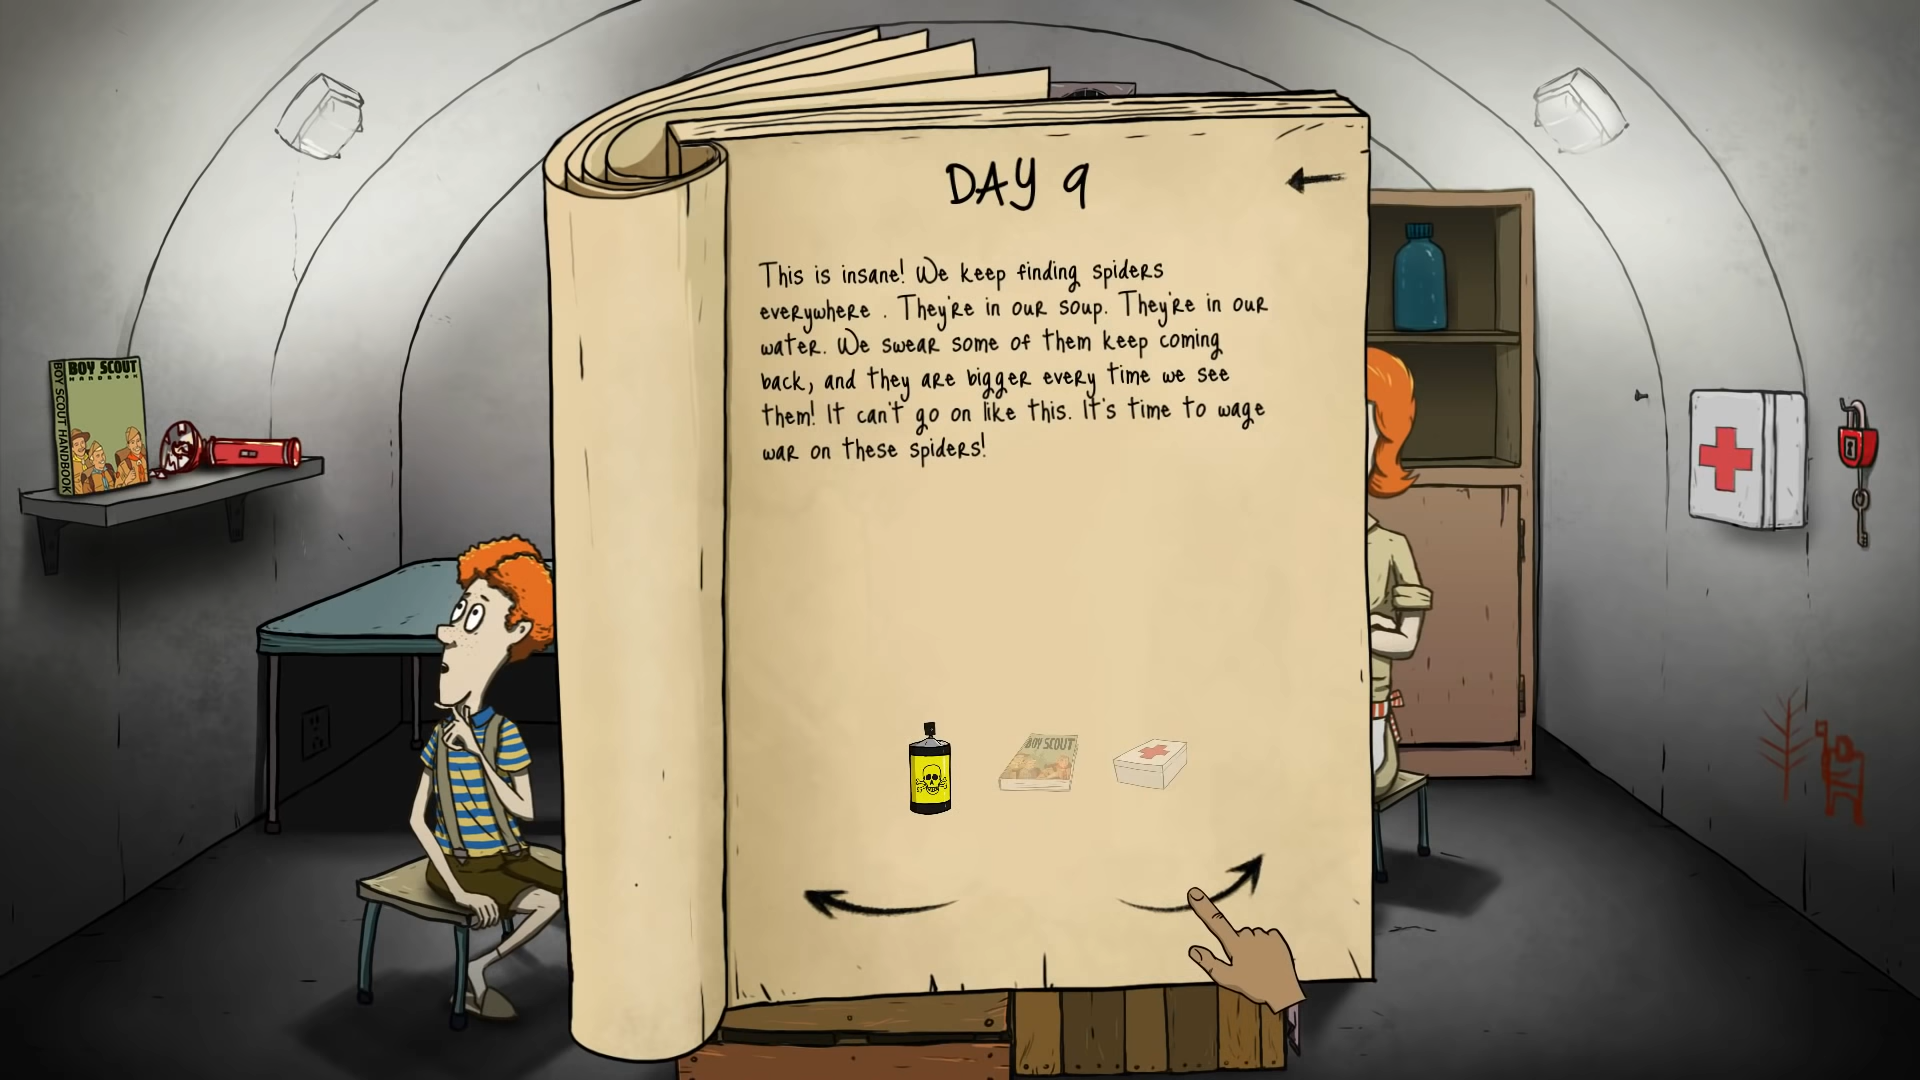 DAY 9
This is insane! We keep finding spiders
everywhere . They're in our soup. They're in our
water. We swear some of them keep coming
back, and they are bigger every time we see
them! It can't go on like this. It's time to wage
war on these spiders!
BOY SCOUT
HANDBOOK
BOY SCOUT HANDBOOK
BOY SCOUT